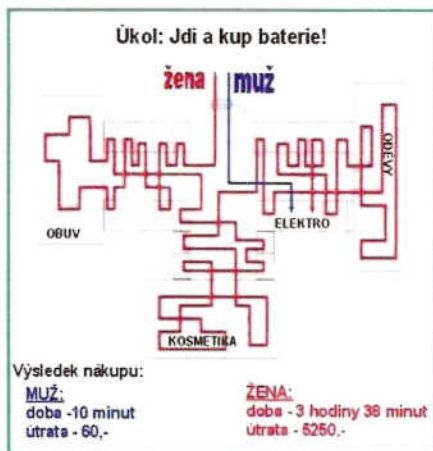 Úkol: Jdi a kup baterie!
žena muž
ODĚVY
OBUV
ELEKTRO
KOSMETIKA
Výsledek nákupu:
MUŽ:
doba -10 minut
útrata - 60,-
ŽENA:
doba - 3 hodiny 38 minut
útrata - 5250,-